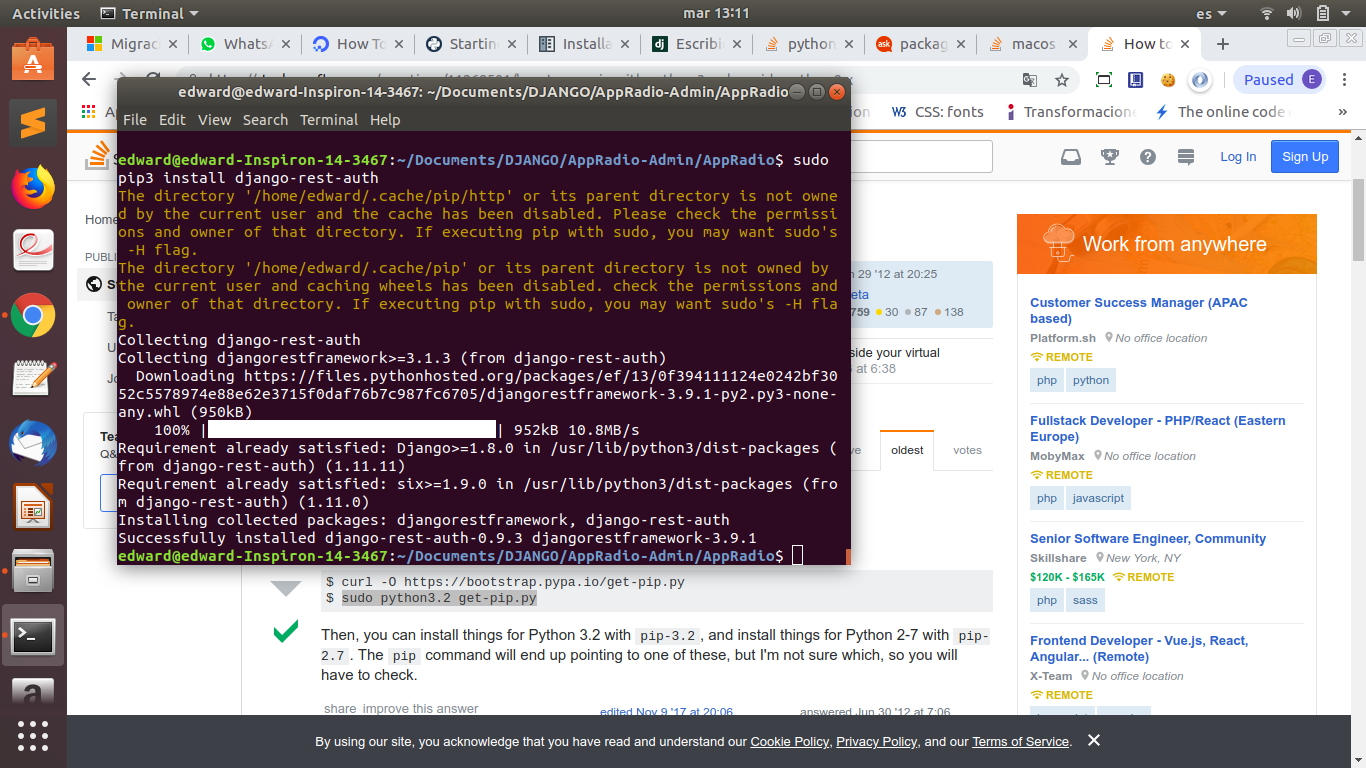 Activities
Terminal
mar 13:11
es
Migrac
WhatsA
How To
Startin
Installa
Escribi
python
packag
macos
How to
Paused
E
CSS: fonts
Transformacione
The online code
»
edward@edward-Inspiron-14-3467: ~/Documents/DJANGO/AppRadio-Admin/AppRadio
File Edit View Search Terminal Help
edward@edward-Inspiron-14-3467:~/Documents/DJANGO/AppRadio-Admin/AppRadio$ sudo
pip3 install django-rest-auth
The directory '/home/edward/.cache/pip/http' or its parent directory is not owne
d by the current user and the cache has been disabled. Please check the permissi
ons and owner of that directory. If executing pip with sudo, you may want sudo's
-H flag.
The directory '/home/edward/.cache/pip' or its parent directory is not owned by
the current user and caching wheels has been disabled. check the permissions and
owner of that directory. If executing pip with sudo, you may want sudo's -H fla
g.
Collecting django-rest-auth
Collecting djangorestframework>=3.1.3 (from django-rest-auth)
Downloading https://files.pythonhosted.org/packages/ef/13/0f394111124e0242bf30
52c5578974e88e62e3715f0daf76b7c987fc6705/djangorestframework-3.9.1-py2.py3-none-
any.whl (950kB)
100% | | 952kB 10.8MB/s
Requirement already satisfied: Django>=1.8.0 in /usr/lib/python3/dist-packages (
from django-rest-auth) (1.11.11)
Requirement already satisfied: six>=1.9.0 in /usr/lib/python3/dist-packages (fro
m django-rest-auth) (1.11.0)
Installing collected packages: djangorestframework, django-rest-auth
Successfully installed django-rest-auth-0.9.3 djangorestframework-3.9.1
edward@edward-Inspiron-14-3467:~/Documents/DJANGO/AppRadio-Admin/AppRadio$
Log In
Sign Up
Home
PUBLI
29 '12 at 20:25
eta
759 30 87 138
side your virtual
at 6:38
oldest
votes
Q&
$ curl -O https://bootstrap.pypa.io/get-pip.py
$ sudo python3.2 get-pip.py
Then, you can install things for Python 3.2 with pip-3.2, and install things for Python 2-7 with pip-
2.7. The pip command will end up pointing to one of these, but I'm not sure which, so you will
have to check.
share improve this answer
edited Nov 9 '17 at 20:06
answered Jun 30 '12 at 7:06
Work from anywhere
Customer Success Manager (APAC
based)
Platform.sh No office location
REMOTE
php python
Fullstack Developer - PHP/React (Eastern
Europe)
MobyMax No office location
REMOTE
php javascript
Senior Software Engineer, Community
Skillshare New York, NY
$120K - $165K REMOTE
php sass
Frontend Developer - Vue.js, React,
Angular... (Remote)
X-Team No office location
REMOTE
By using our site, you acknowledge that you have read and understand our Cookie Policy, Privacy Policy, and our Terms of Service.